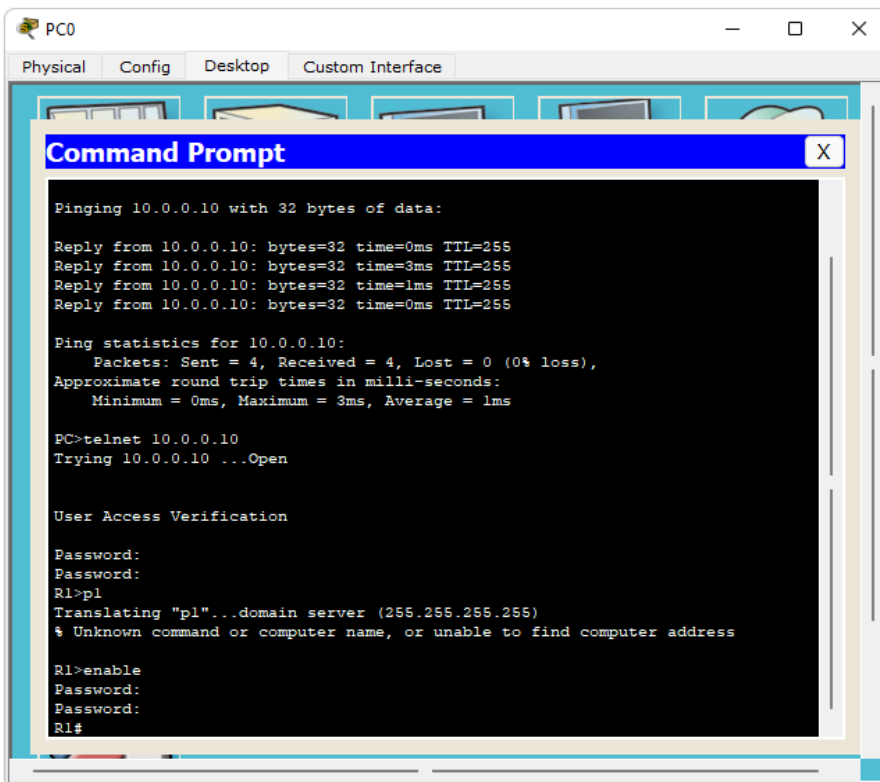 PC0
Physical Config Desktop Custom Interface
Command Prompt X
Pinging 10.0.0.10 with 32 bytes of data:
Reply from 10.0.0.10: bytes=32 time=0ms TTL=255
Reply from 10.0.0.10: bytes=32 time=3ms TTL=255
Reply from 10.0.0.10: bytes=32 time=1ms TTL=255
Reply from 10.0.0.10: bytes=32 time=0ms TTL=255
Ping statistics for 10.0.0.10:
Packets: Sent = 4, Received = 4, Lost = 0 (0% loss),
Approximate round trip times in milli-seconds:
Minimum = 0ms, Maximum = 3ms, Average = 1ms
PC>telnet 10.0.0.10
Trying 10.0.0.10 ...Open
User Access Verification
Password:
Password:
R1>p1
Translating "p1"...domain server (255.255.255.255)
% Unknown command or computer name, or unable to find computer address
R1>enable
Password:
Password:
R1#